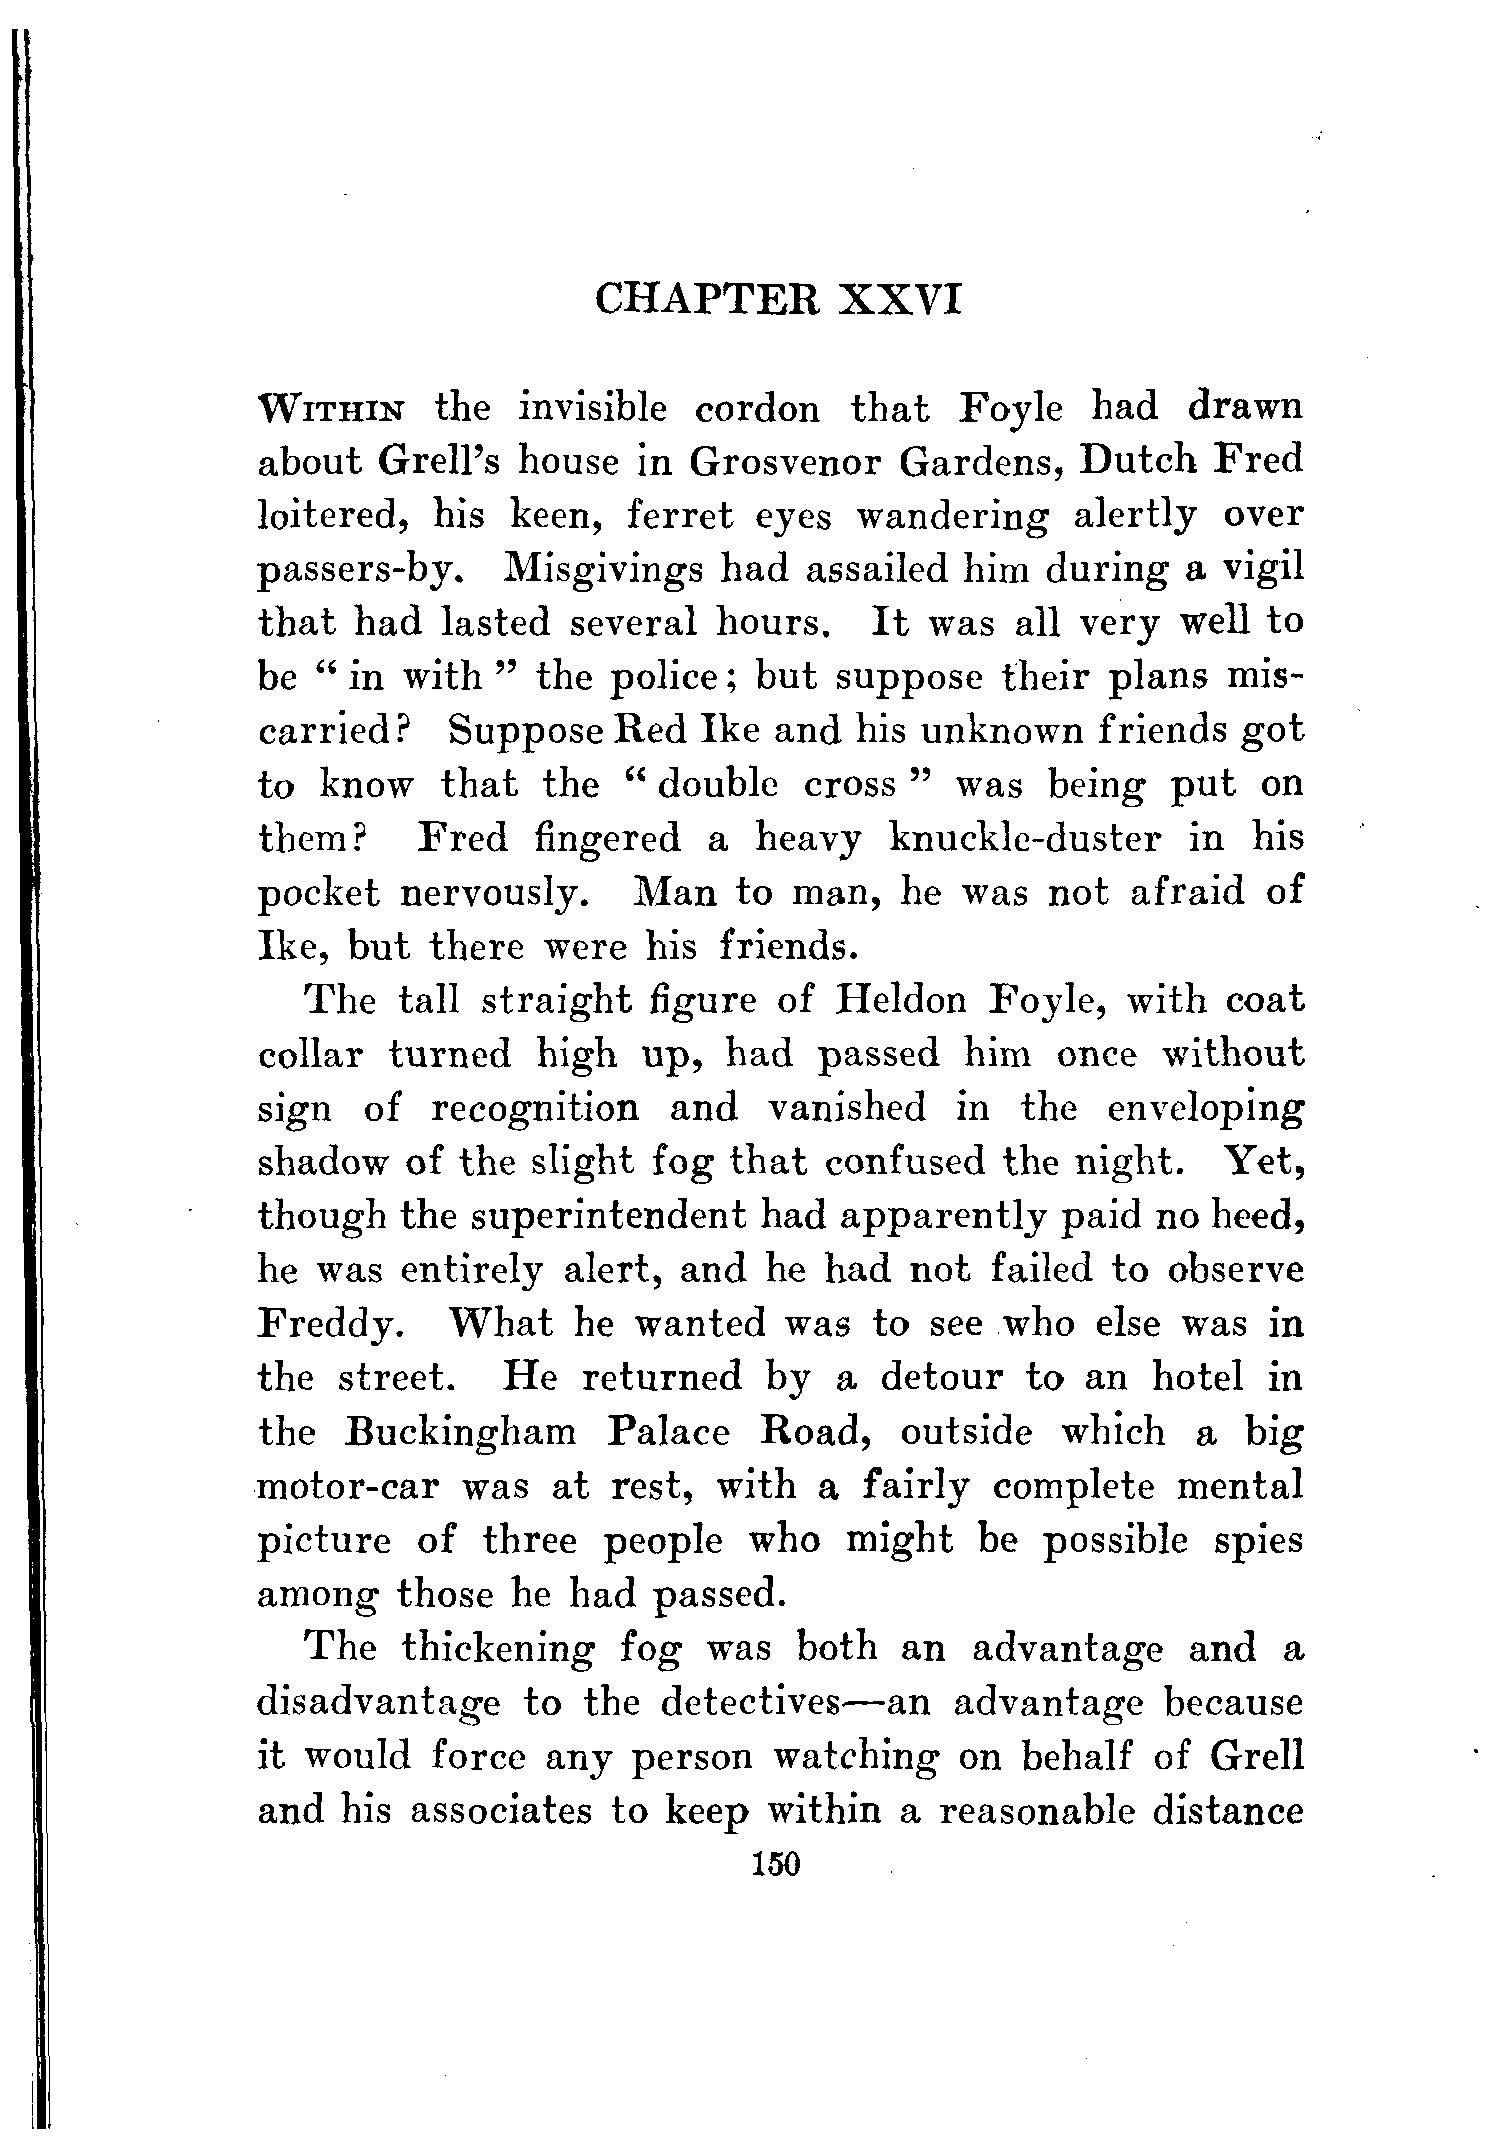 CHAPTER XXVI
WITHIN the invisible cordon that Foyle had drawn
about Grell's house in Grosvenor Gardens, Dutch Fred
loitered, his keen, ferret eyes wandering alertly over
passers-by. Misgivings had assailed him during a vigil
that had lasted several hours. It was all very well to
be “ in with ” the police; but suppose their plans mis-
carried? Suppose Red Ike and his unknown friends got
to know that the “ double cross ” was being put on
them? Fred fingered a heavy knuckle-duster in his
pocket nervously. Man to man, he was not afraid of
Ike, but there were his friends.
The tall straight figure of Heldon Foyle, with coat
collar turned high up, had passed him once without
sign of recognition and vanished in the enveloping
shadow of the slight fog that confused the night. Yet,
though the superintendent had apparently paid no heed,
he was entirely alert, and he had not failed to observe
Freddy. What he wanted was to see who else was in
the street. He returned by a detour to an hotel in
the Buckingham Palace Road, outside which a big
motor-car was at rest, with a fairly complete mental
picture of three people who might be possible spies
among those he had passed.
The thickening fog was both an advantage and a
disadvantage to the detectives—an advantage because
it would force any person watching on behalf of Grell
and his associates to keep within a reasonable distance
150